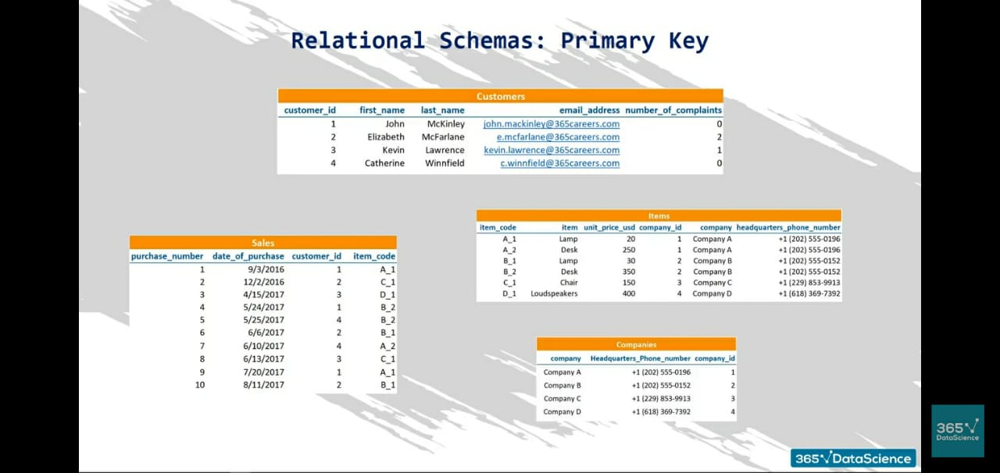 Relational Schemas: Primary Key
Customers
customer_id first_name last_name email_address number_of_complaints
1 John McKinley john.mackinley@365careers.com 0
2 Elizabeth McFarlane e.mcfarlane@365careers.com 2
3 Kevin Lawrence kevin.lawrence@365careers.com 1
4 Catherine Winnfield c.winnfield@365careers.com 0
Sales
purchase_number date_of_purchase customer_id item_code
1 9/3/2016 1 A_1
2 12/2/2016 2 C_1
3 4/15/2017 3 D_1
4 5/24/2017 1 B_2
5 5/25/2017 4 B_2
6 6/6/2017 2 B_1
7 6/10/2017 4 A_2
8 6/13/2017 3 C_1
9 7/20/2017 1 A_1
10 8/11/2017 2 B_1
Items
item_code item unit_price_usd company_id company headquarters_phone_number
A_1 Lamp 20 1 Company A +1 (202) 555-0196
A_2 Desk 250 1 Company A +1 (202) 555-0196
B_1 Lamp 30 2 Company B +1 (202) 555-0152
B_2 Desk 350 2 Company B +1 (202) 555-0152
C_1 Chair 150 3 Company C +1 (229) 853-9913
D_1 Loudspeakers 400 4 Company D +1 (618) 369-7392
Companies
company Headquarters_Phone_number company_id
Company A +1 (202) 555-0196 1
Company B +1 (202) 555-0152 2
Company C +1 (229) 853-9913 3
Company D +1 (618) 369-7392 4
365 DataScience
365
DataScience